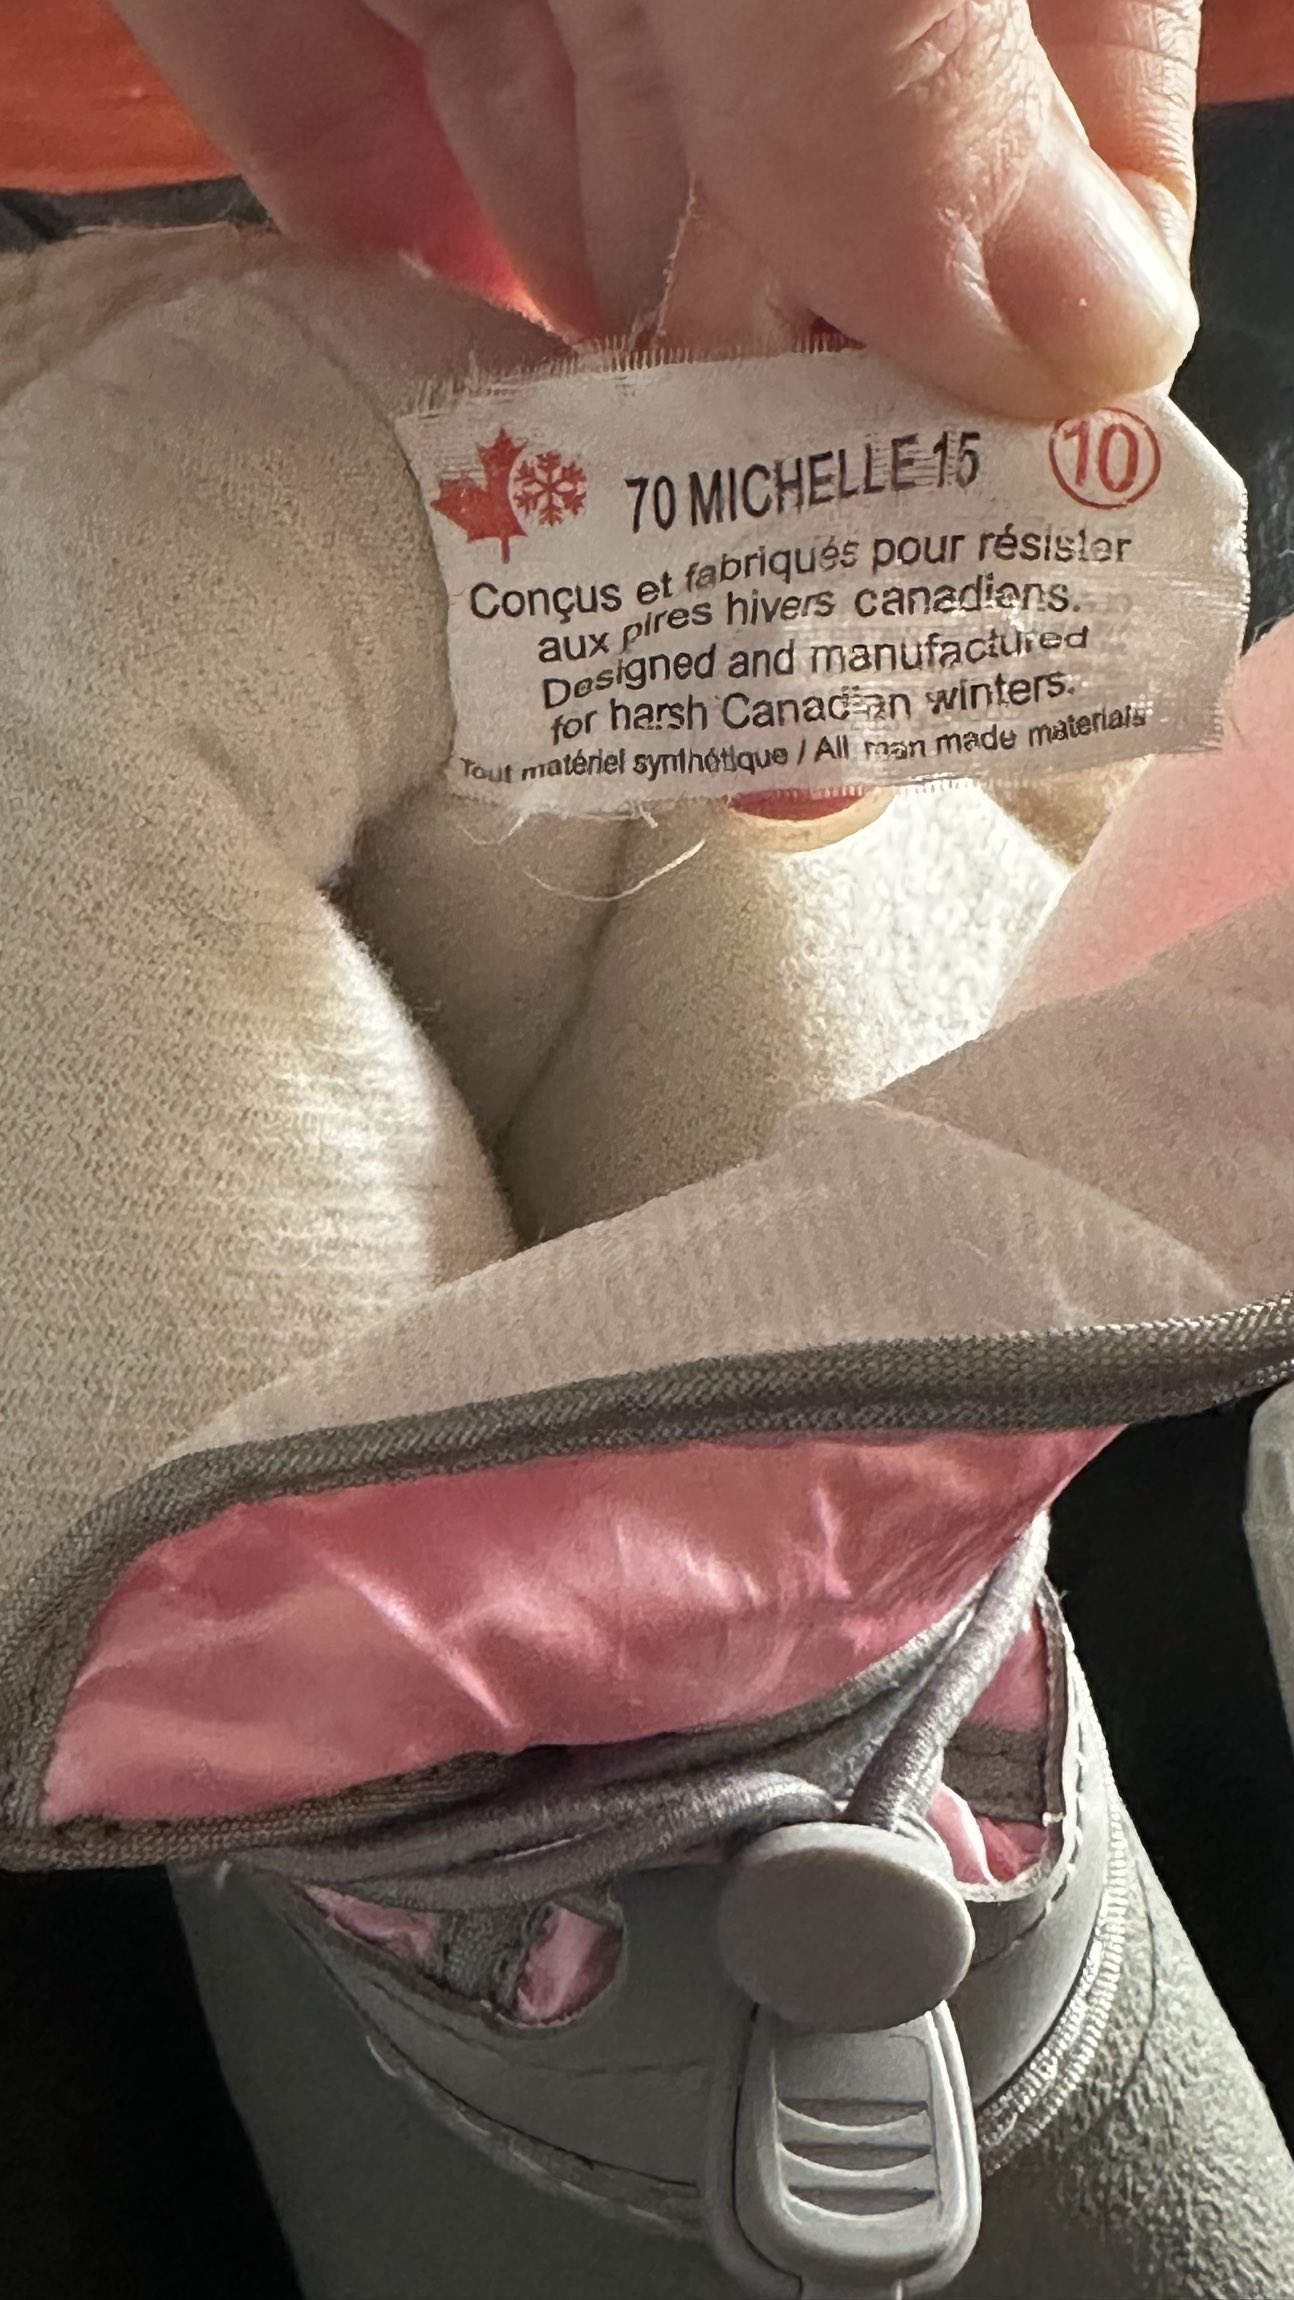 70 MICHELLE 15 10
Conçus et fabriqués pour résister
aux pires hivers canadiens.
Designed and manufactured
for harsh Canadian winters.
Tout matériel synthétique / All man made materials